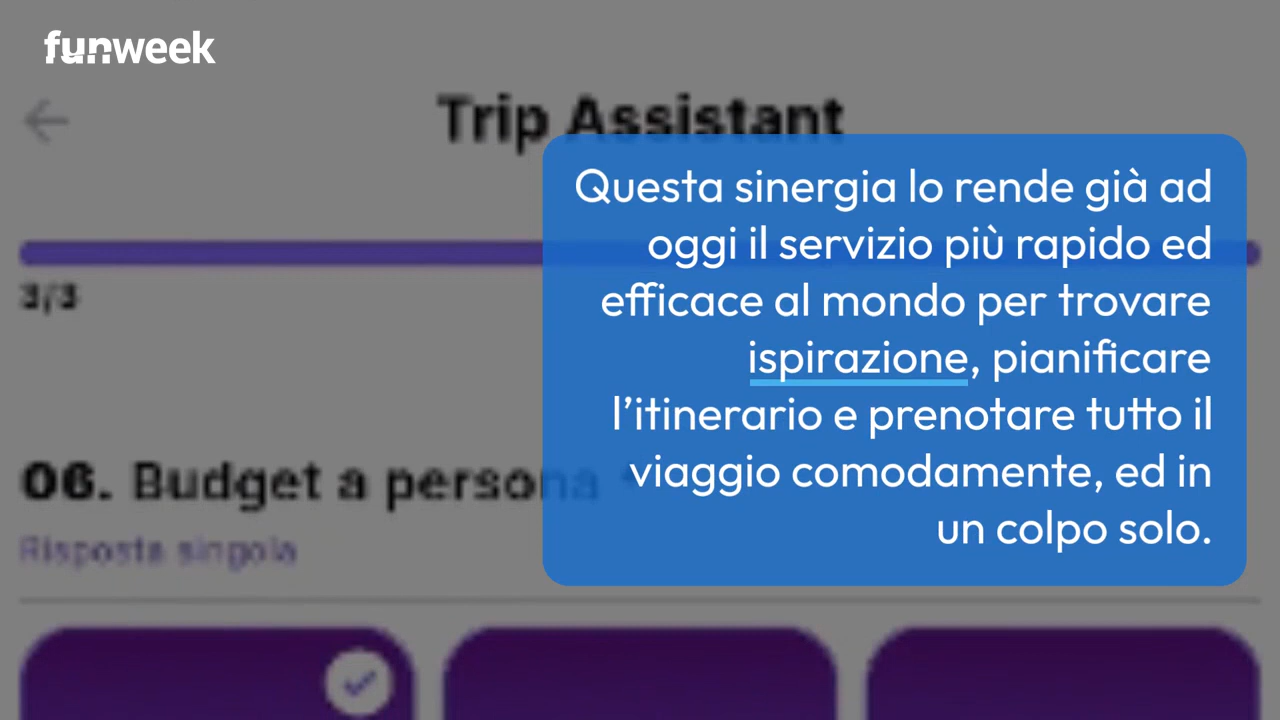 funweek
Trip Assistant
Questa sinergia lo rende già ad
oggi il servizio più rapido ed
efficace al mondo per trovare
ispirazione, pianificare
l’itinerario e prenotare tutto il
viaggio comodamente, ed in
un colpo solo.
3/3
06. Budget a persona
Risposta singola